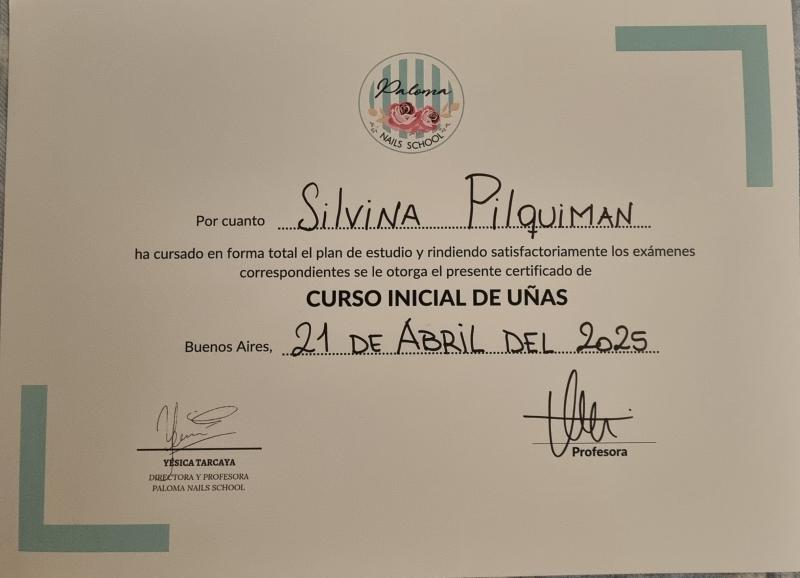 Paloma
NAILS SCHOOL
Por cuanto SILVINA PILQUIMAN
ha cursado en forma total el plan de estudio y rindiendo satisfactoriamente los exámenes
correspondientes se le otorga el presente certificado de
CURSO INICIAL DE UÑAS
Buenos Aires, 21 DE ABRIL DEL 2025
YÉSICA TARCAYA
DIRECTORA Y PROFESORA
PALOMA NAILS SCHOOL
Profesora